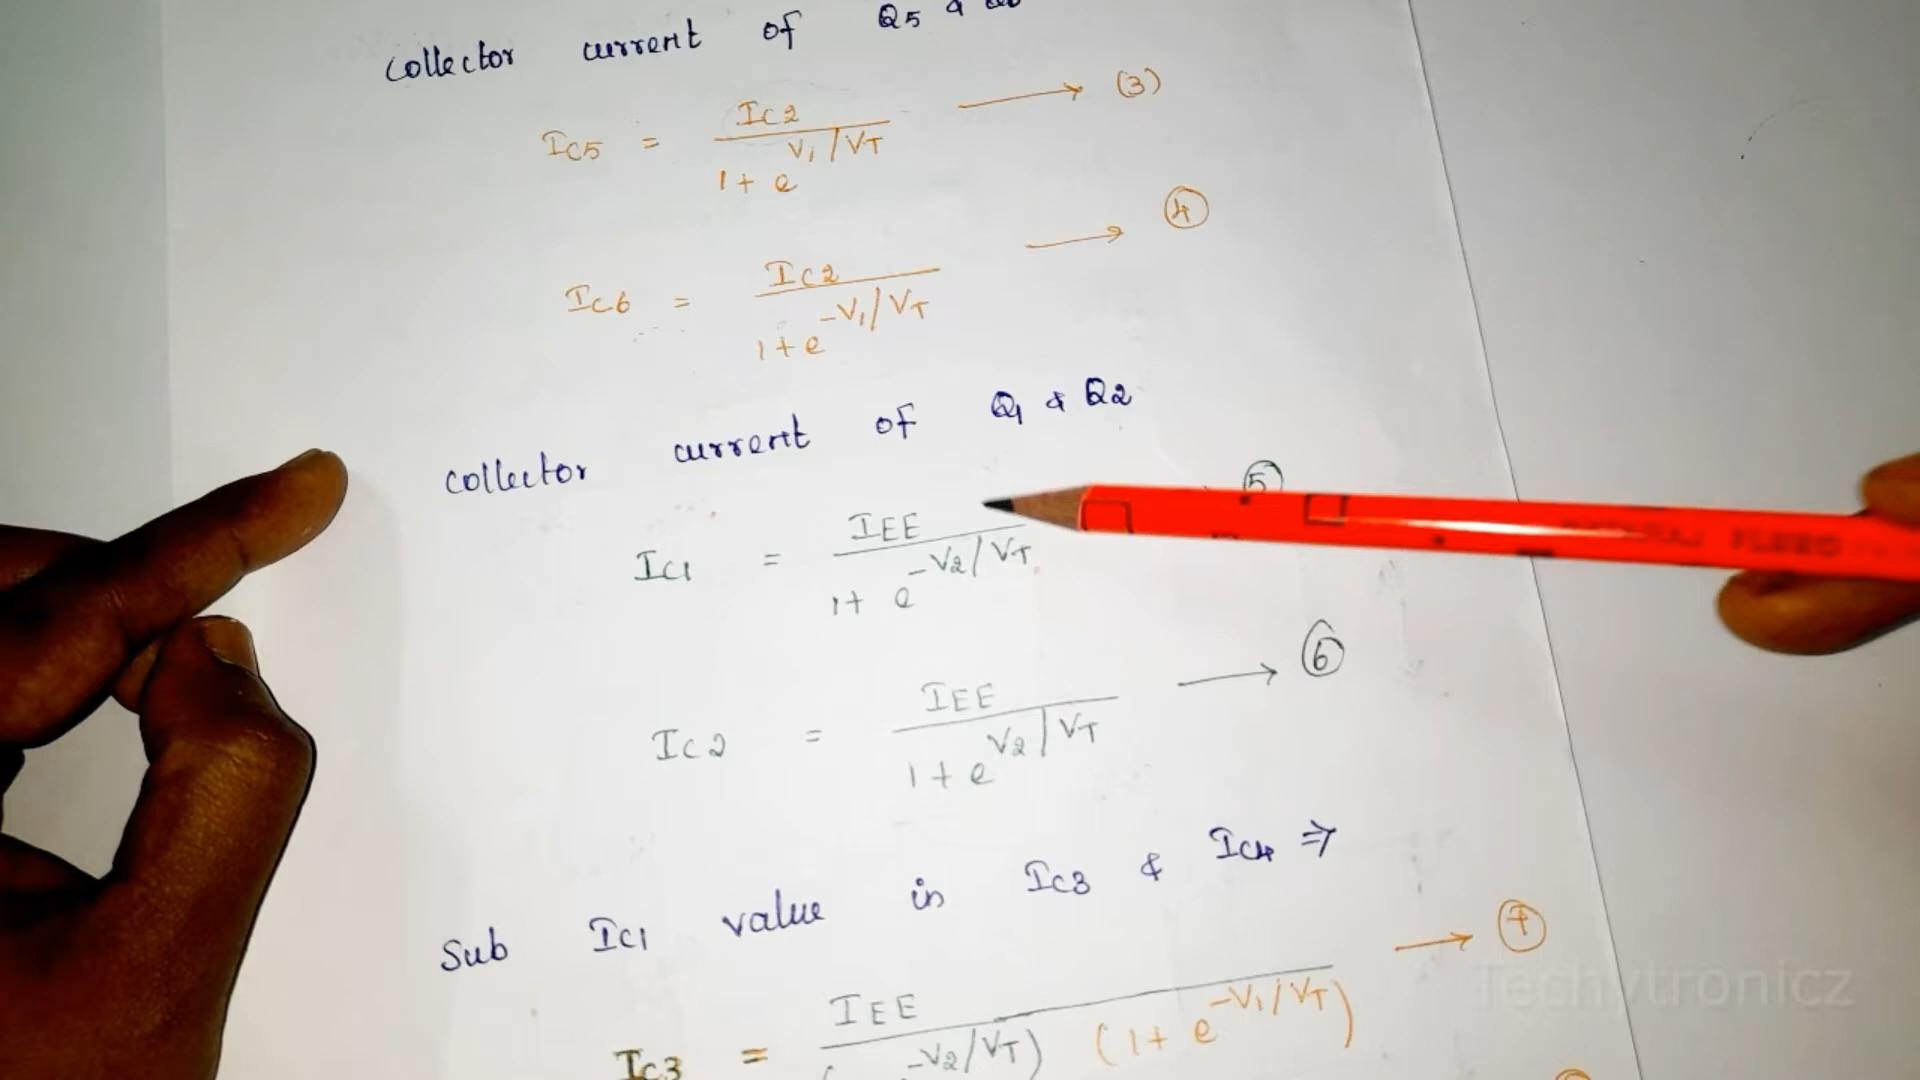 Collector current of Q5 &
IC5 = IC2 / 1 + e^V1/VT → (3)
IC6 = IC2 / 1 + e^-V1/VT → 4
Collector current of Q1 & Q2
IC1 = IEE / 1 + e^-V2/VT 5
IC2 = IEE / 1 + e^V2/VT → 6
Sub IC1 value in IC3 & IC4 ⇒
IC3 = IEE / e^-V2/VT) (1 + e^-V1/VT) → 7
Techytronicz